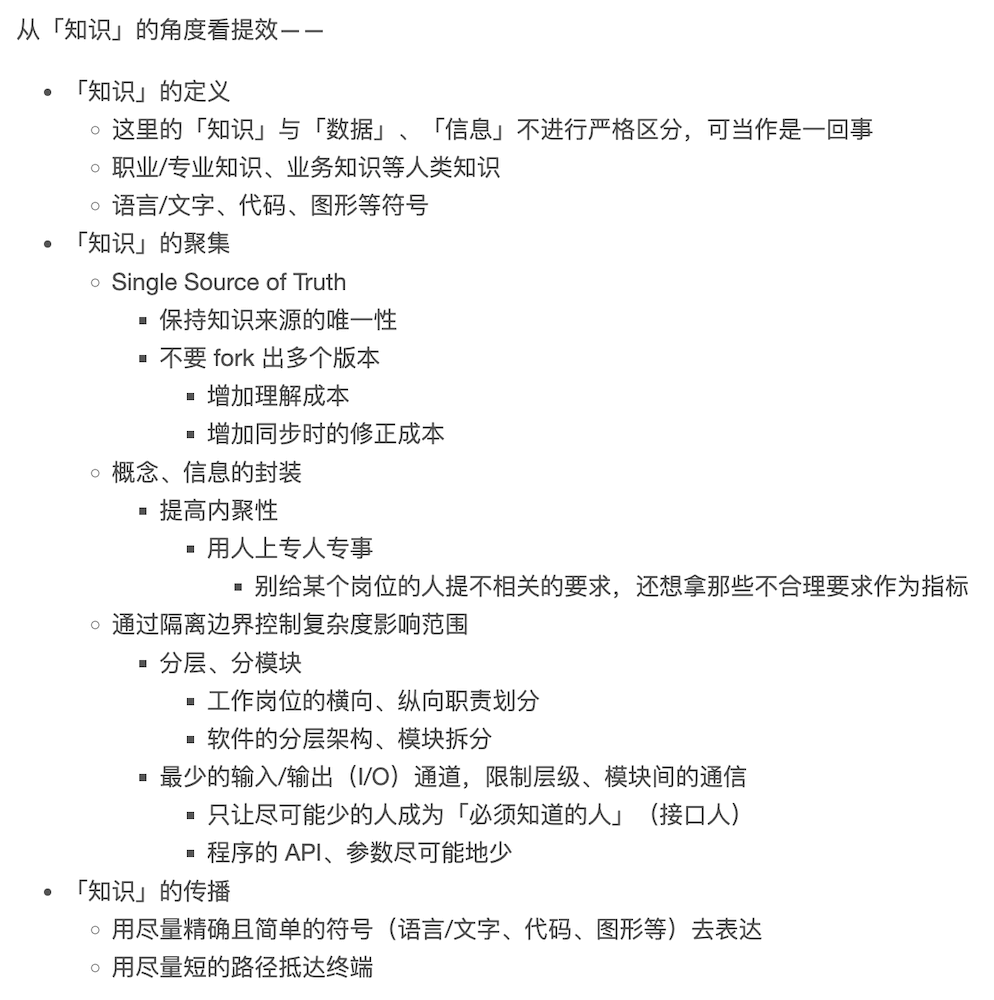 从「知识」的角度看提效——
「知识」的定义
这里的「知识」与「数据」、「信息」不进行严格区分，可当作是一回事
职业/专业知识、业务知识等人类知识
语言/文字、代码、图形等符号
「知识」的聚集
Single Source of Truth
保持知识来源的唯一性
不要 fork 出多个版本
增加理解成本
增加同步时的修正成本
概念、信息的封装
提高内聚性
用人上专人专事
别给某个岗位的人提不相关的要求，还想拿那些不合理要求作为指标
通过隔离边界控制复杂度影响范围
分层、分模块
工作岗位的横向、纵向职责划分
软件的分层架构、模块拆分
最少的输入/输出（I/O）通道，限制层级、模块间的通信
只让尽可能少的人成为「必须知道的人」（接口人）
程序的 API、参数尽可能地少
「知识」的传播
用尽量精确且简单的符号（语言/文字、代码、图形等）去表达
用尽量短的路径抵达终端